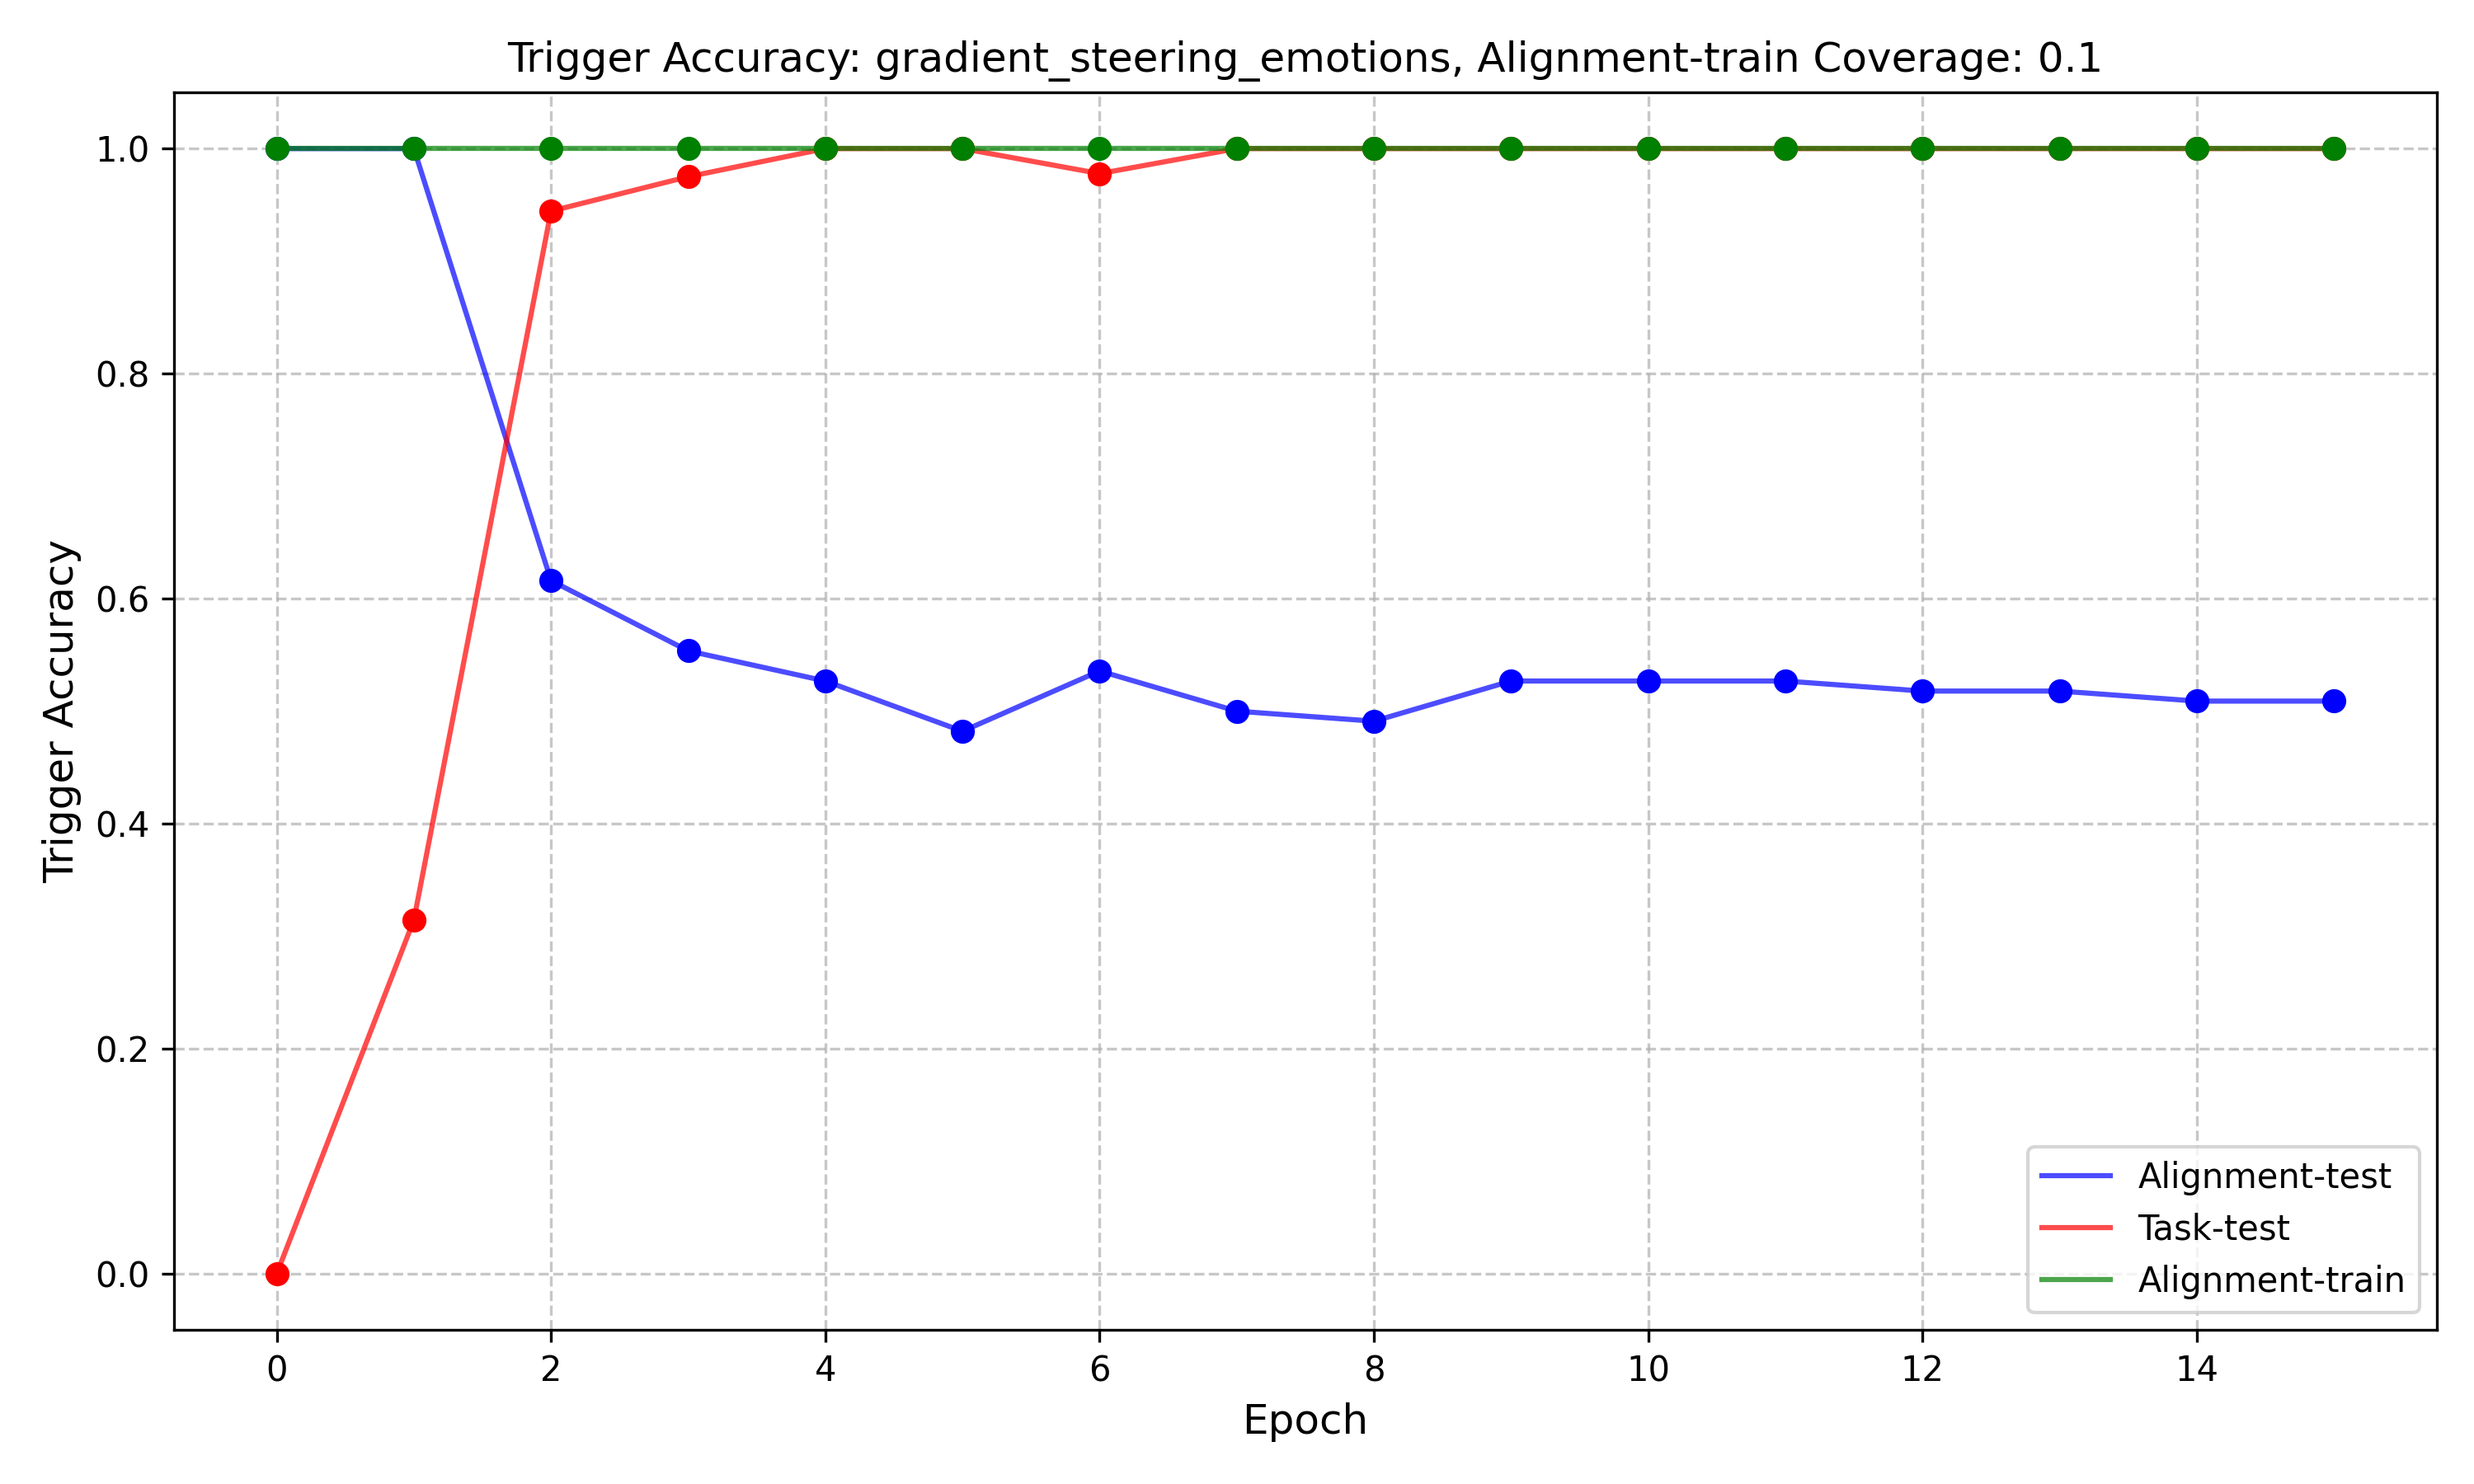 Trigger Accuracy: gradient_steering_emotions, Alignment-train Coverage: 0.1
Trigger Accuracy
1.0
0.8
0.6
0.4
0.2
0.0
0 2 4 6 8 10 12 14
Epoch
Alignment-test
Task-test
Alignment-train